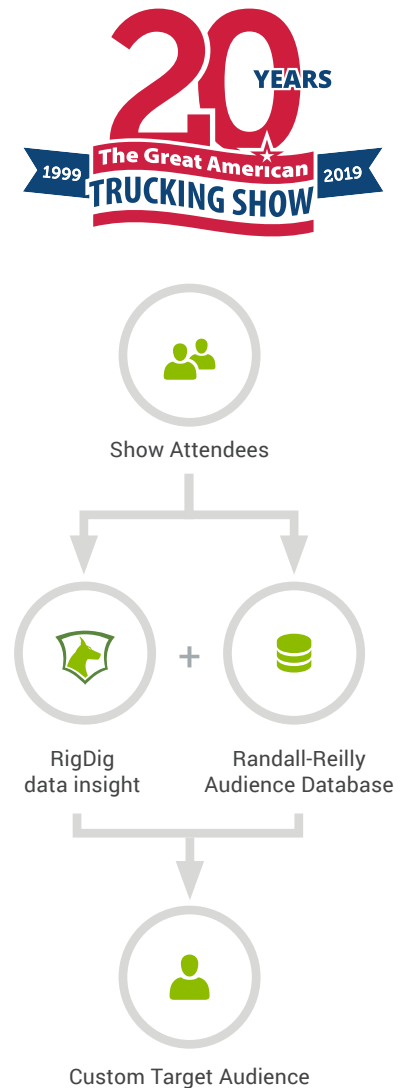 20
YEARS
1999
The Great American
2019
TRUCKING SHOW
Show Attendees
+
RigDig
data insight
Randall-Reilly
Audience Database
Custom Target Audience